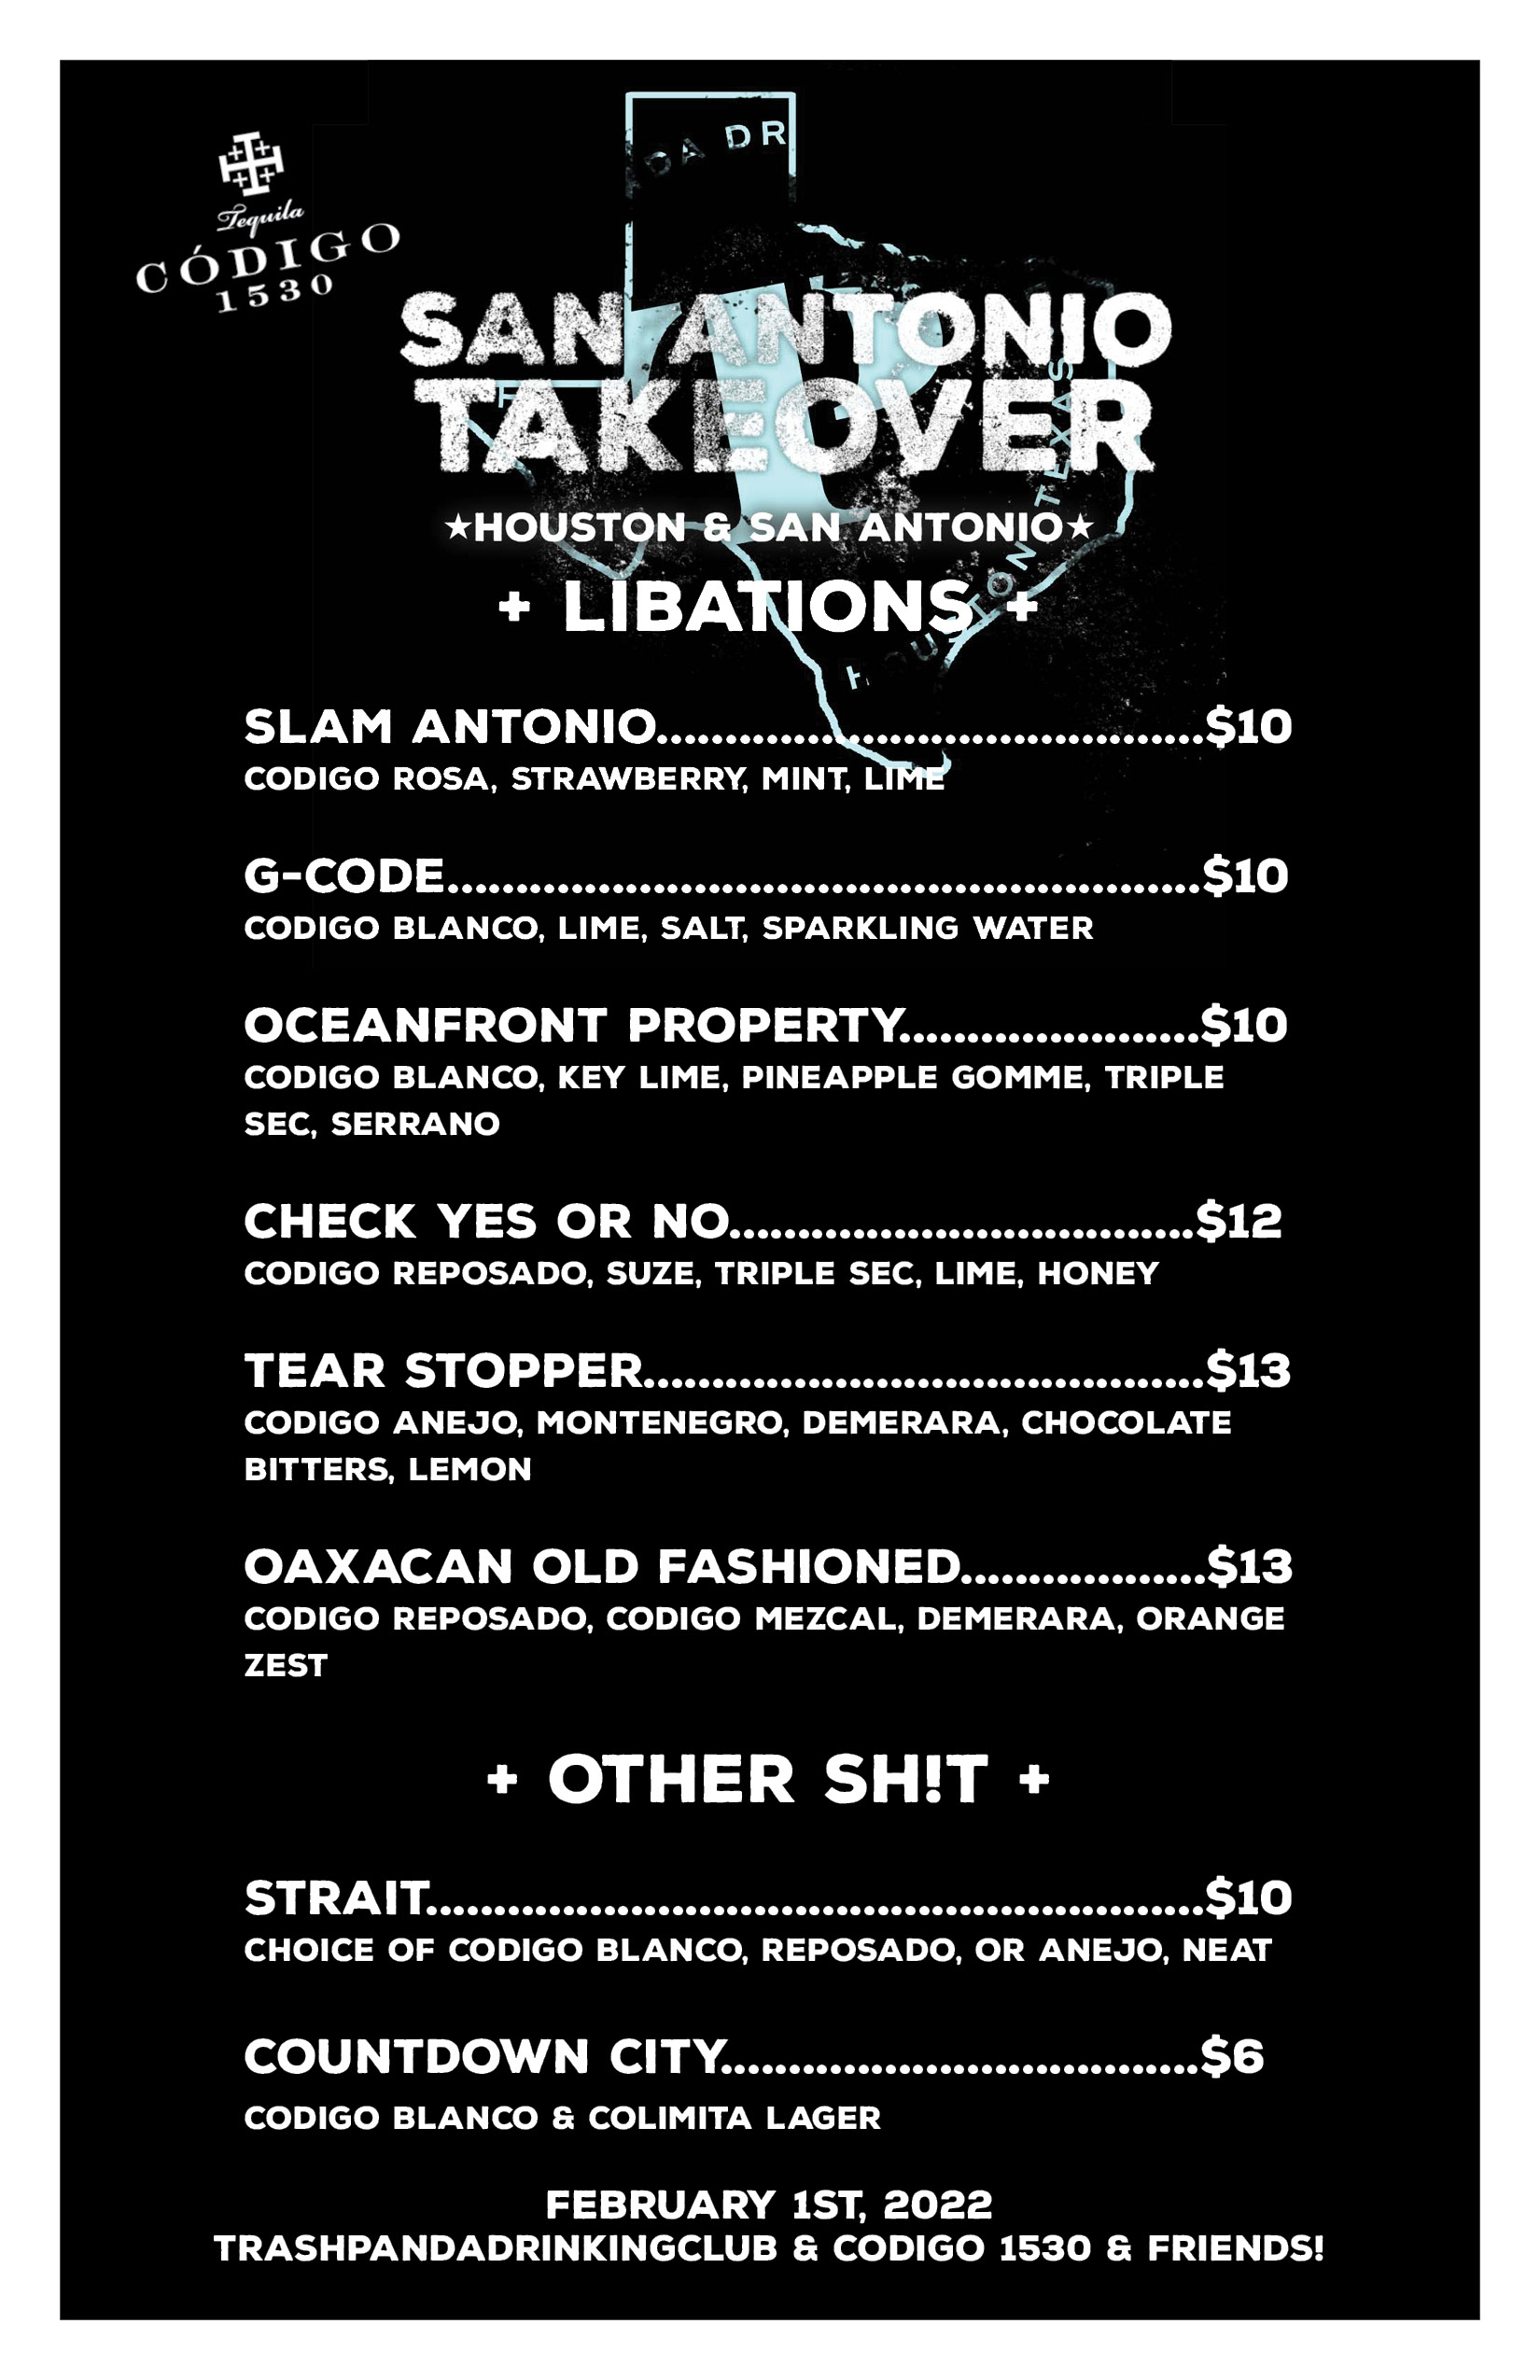 Tequila
CÓDIGO
1530
DA DR
SAN ANTONIO
TAKEOVER
★HOUSTON & SAN ANTONIO★
HOUSTON TEXAS
+ LIBATIONS +
SLAM ANTONIO........................................$10
CODIGO ROSA, STRAWBERRY, MINT, LIME
G-CODE.......................................................$10
CODIGO BLANCO, LIME, SALT, SPARKLING WATER
OCEANFRONT PROPERTY......................$10
CODIGO BLANCO, KEY LIME, PINEAPPLE GOMME, TRIPLE
SEC, SERRANO
CHECK YES OR NO..................................$12
CODIGO REPOSADO, SUZE, TRIPLE SEC, LIME, HONEY
TEAR STOPPER.........................................$13
CODIGO ANEJO, MONTENEGRO, DEMERARA, CHOCOLATE
BITTERS, LEMON
OAXACAN OLD FASHIONED..................$13
CODIGO REPOSADO, CODIGO MEZCAL, DEMERARA, ORANGE
ZEST
+ OTHER SH!T +
STRAIT.........................................................$10
CHOICE OF CODIGO BLANCO, REPOSADO, OR ANEJO, NEAT
COUNTDOWN CITY...................................$6
CODIGO BLANCO & COLIMITA LAGER
FEBRUARY 1ST, 2022
TRASHPANDADRINKINGCLUB & CODIGO 1530 & FRIENDS!